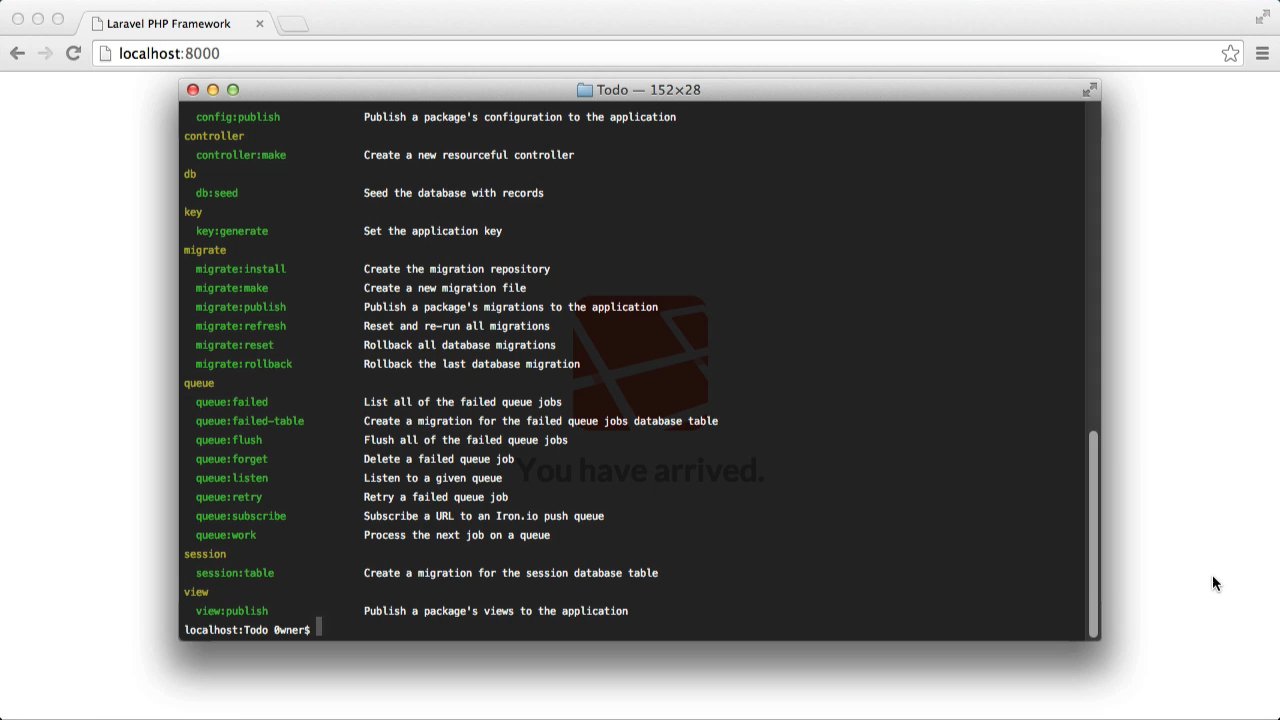 Laravel PHP Framework
localhost:8000
Todo — 152×28
config:publish Publish a package's configuration to the application
controller
controller:make Create a new resourceful controller
db
db:seed Seed the database with records
key
key:generate Set the application key
migrate
migrate:install Create the migration repository
migrate:make Create a new migration file
migrate:publish Publish a package's migrations to the application
migrate:refresh Reset and re-run all migrations
migrate:reset Rollback all database migrations
migrate:rollback Rollback the last database migration
queue
queue:failed List all of the failed queue jobs
queue:failed-table Create a migration for the failed queue jobs database table
queue:flush Flush all of the failed queue jobs
queue:forget Delete a failed queue job
You have arrived.
queue:listen Listen to a given queue
queue:retry Retry a failed queue job
queue:subscribe Subscribe a URL to an Iron.io push queue
queue:work Process the next job on a queue
session
session:table Create a migration for the session database table
view
view:publish Publish a package's views to the application
localhost:Todo 0wner$